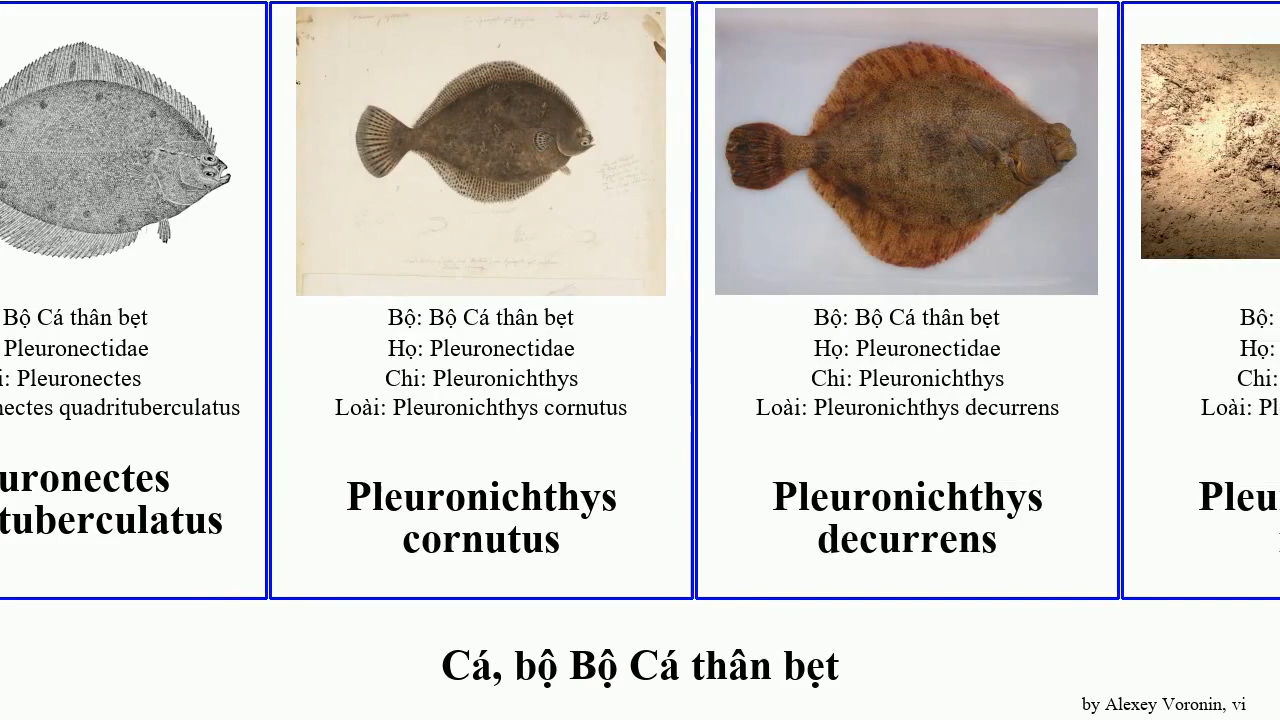 Bộ Cá thân bẹt
Pleuronectidae
i: Pleuronectes
nectes quadrituberculatus
uronectes
tuberculatus
Bộ: Bộ Cá thân bẹt
Họ: Pleuronectidae
Chi: Pleuronichthys
Loài: Pleuronichthys cornutus
Pleuronichthys
cornutus
Bộ: Bộ Cá thân bẹt
Họ: Pleuronectidae
Chi: Pleuronichthys
Loài: Pleuronichthys decurrens
Pleuronichthys
decurrens
Bộ:
Họ:
Chi:
Loài: Pl
Pleu
Cá, bộ Bộ Cá thân bẹt
by Alexey Voronin, vi